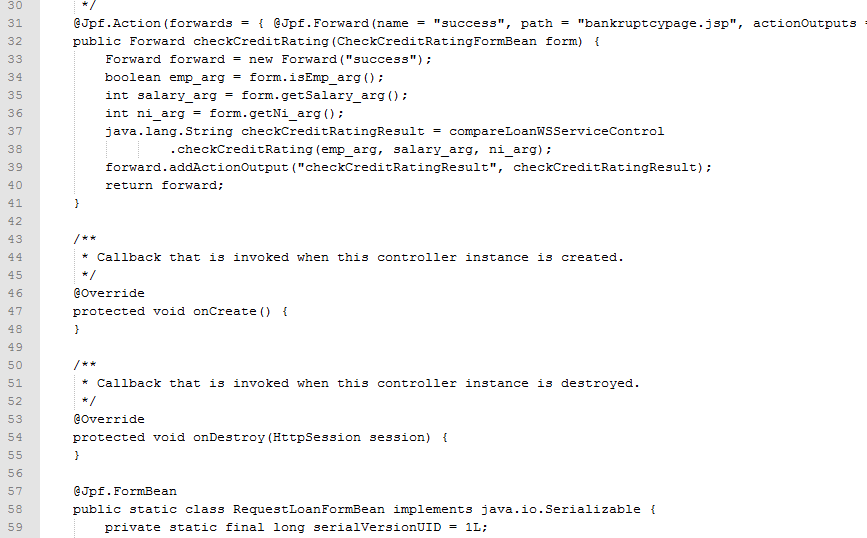 30 */
31 @Jpf.Action(forwards = { @Jpf.Forward(name = "success", path = "bankruptcypage.jsp", actionOutputs =
32 public Forward checkCreditRating(CheckCreditRatingFormBean form) {
33 Forward forward = new Forward("success");
34 boolean emp_arg = form.isEmp_arg();
35 int salary_arg = form.getSalary_arg();
36 int ni_arg = form.getNi_arg();
37 java.lang.String checkCreditRatingResult = compareLoanWSServiceControl
38 .checkCreditRating(emp_arg, salary_arg, ni_arg);
39 forward.addActionOutput("checkCreditRatingResult", checkCreditRatingResult);
40 return forward;
41 }
42
43 /**
44 * Callback that is invoked when this controller instance is created.
45 */
46 @Override
47 protected void onCreate() {
48 }
49
50 /**
51 * Callback that is invoked when this controller instance is destroyed.
52 */
53 @Override
54 protected void onDestroy(HttpSession session) {
55 }
56
57 @Jpf.FormBean
58 public static class RequestLoanFormBean implements java.io.Serializable {
59 private static final long serialVersionUID = 1L;